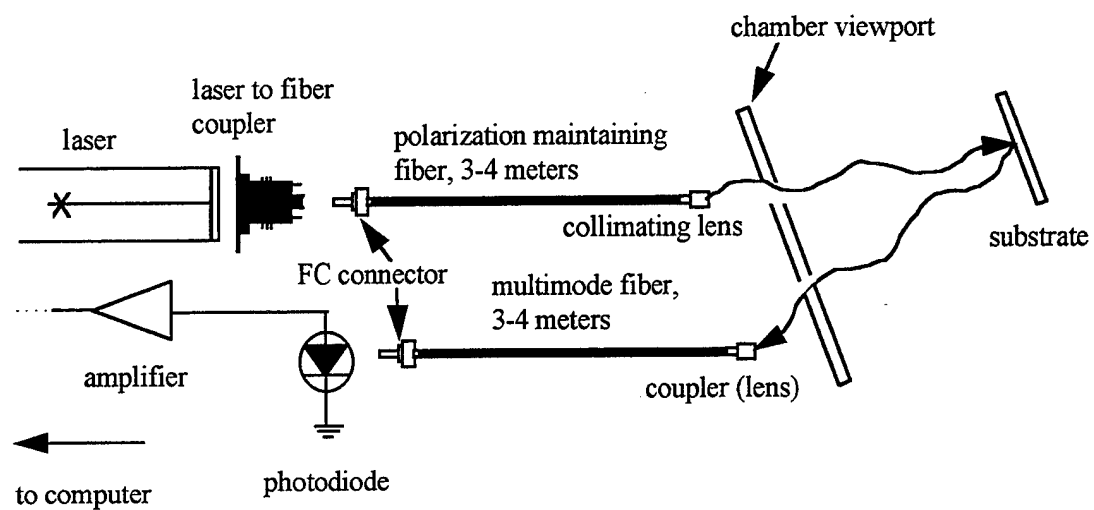 chamber viewport
laser to fiber
coupler
laser
polarization maintaining
fiber, 3-4 meters
collimating lens
substrate
FC connector
multimode fiber,
3-4 meters
amplifier
coupler (lens)
photodiode
to computer